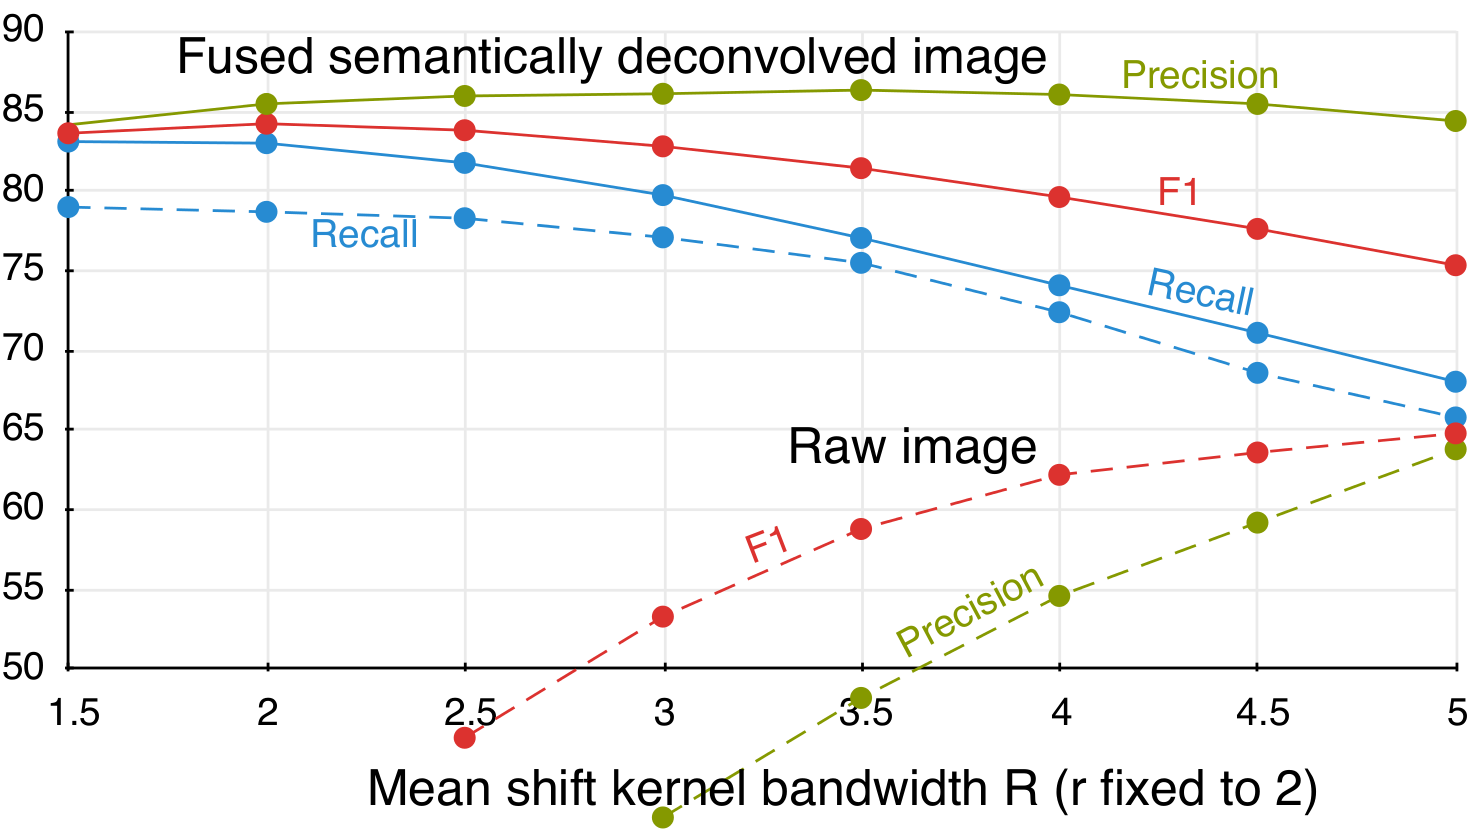 90
Fused semantically deconvolved image
Precision
85
80
F1
Recall
75
Recall
70
65
Raw image
60
F1
55
Precision
50
1.5 2 2.5 3 3.5 4 4.5 5
Mean shift kernel bandwidth R (r fixed to 2)